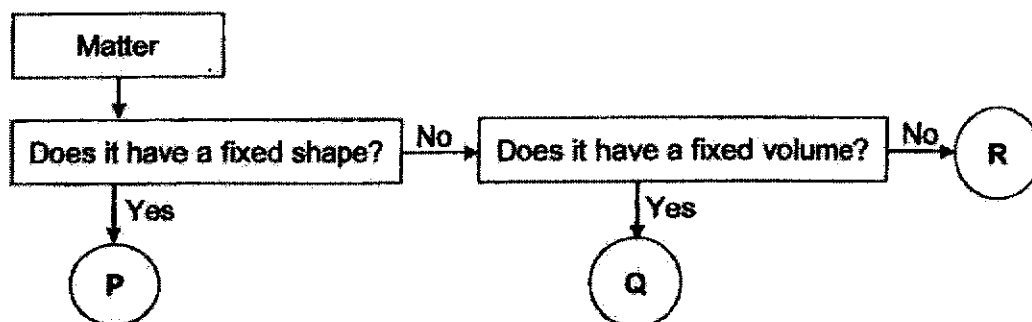 Matter
Does it have a fixed shape?
No
Does it have a fixed volume?
No
R
Yes
Yes
P
Q